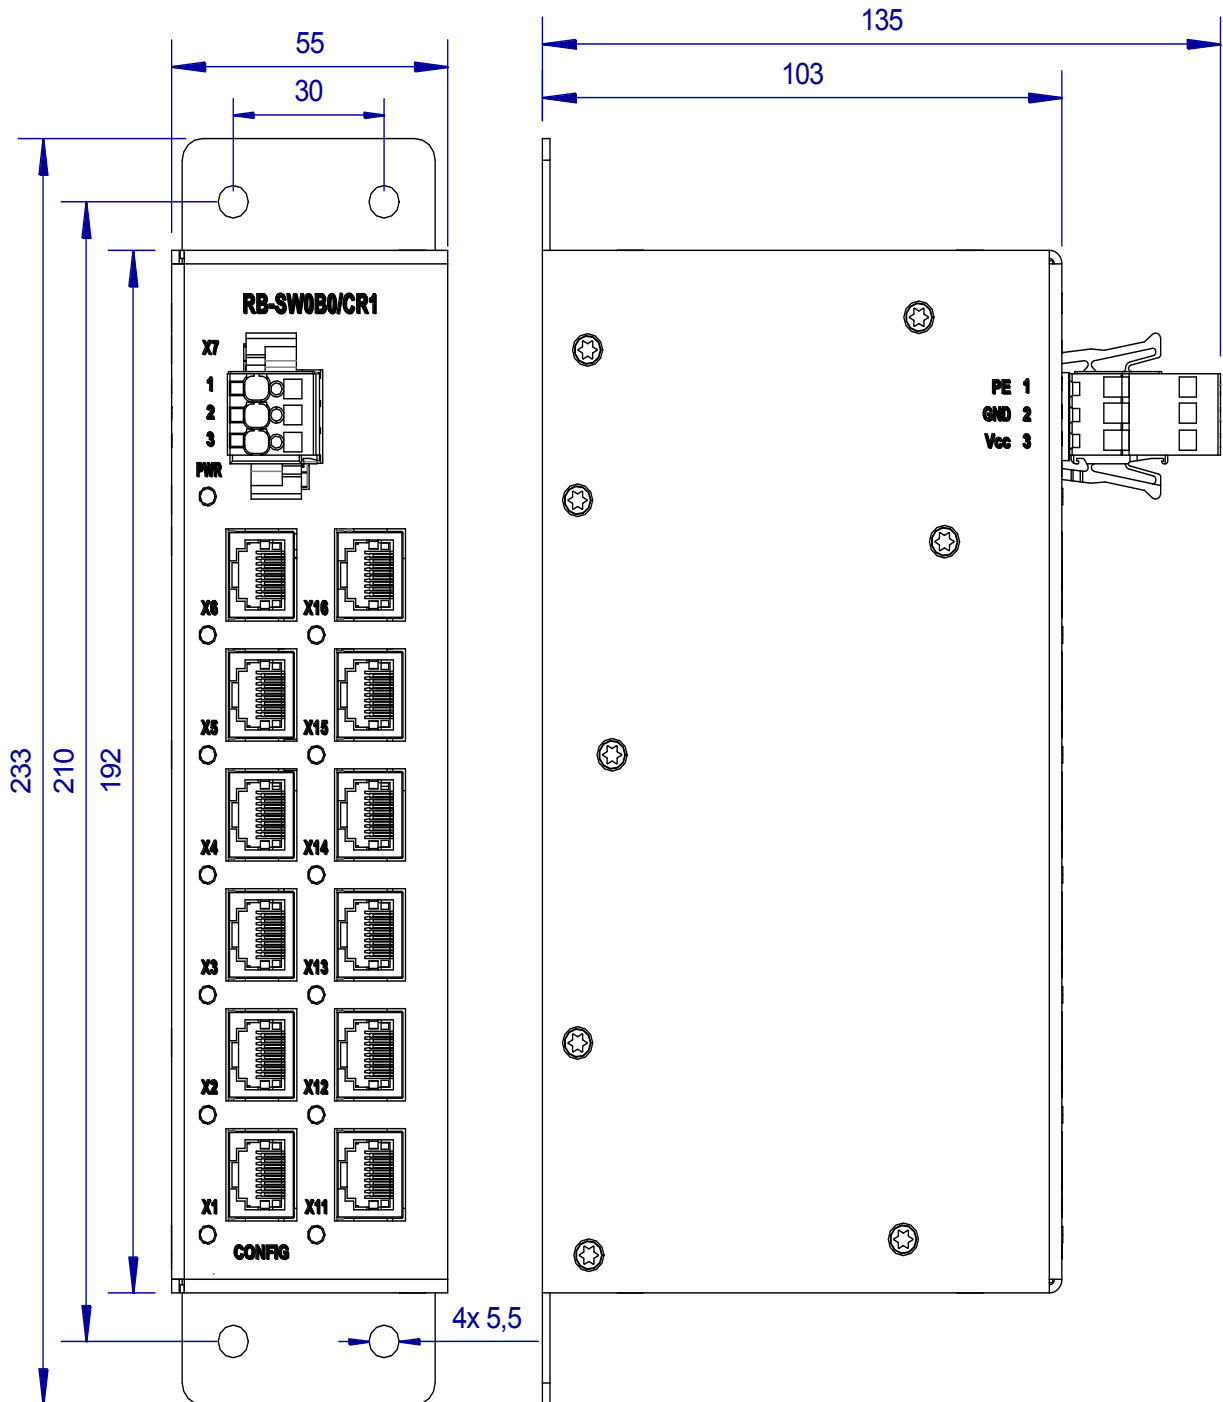 135
55
103
30
RB-SW0B0/CR1
X7
1
2
3
PWR
PE 1
GND 2
Vcc 3
X6 X16
X5 X15
233
210
192
X4 X14
X3 X13
X2 X12
X1 X11
CONFIG
4x 5,5